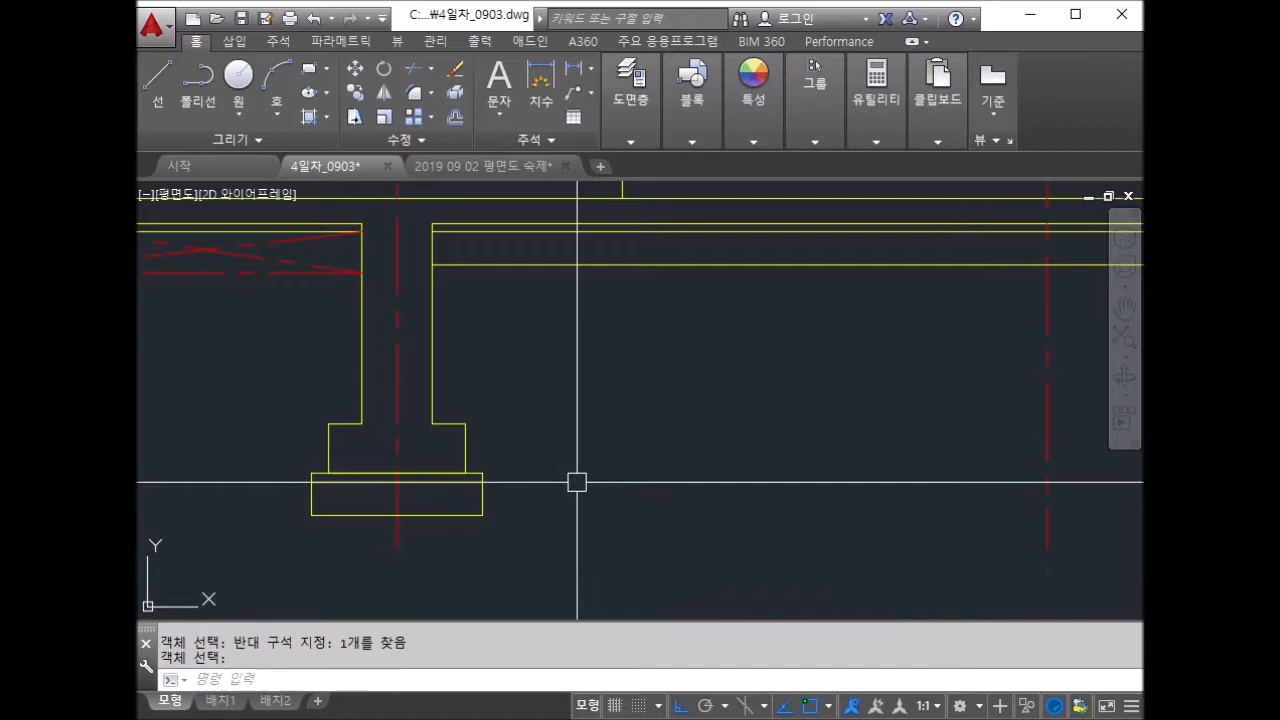 C:...₩4일차_0903.dwg
키워드 또는 구절 입력
로그인
홈 삽입 주석 파라메트릭 뷰 관리 출력 애드인 A360 주요 응용프로그램 BIM 360 Performance
선 폴리선 원 호
A 문자 치수
도면층 블록 특성 그룹 유틸리티 클립보드 기준
그리기 수정 주석 뷰
시작 4일차_0903* 2019 09 02 평면도 숙제*
[−][평면도][2D 와이어프레임]
Y
X
객체 선택: 반대 구석 지정: 1개를 찾음
객체 선택:
명령 입력
모형 배치1 배치2 모형 1:1